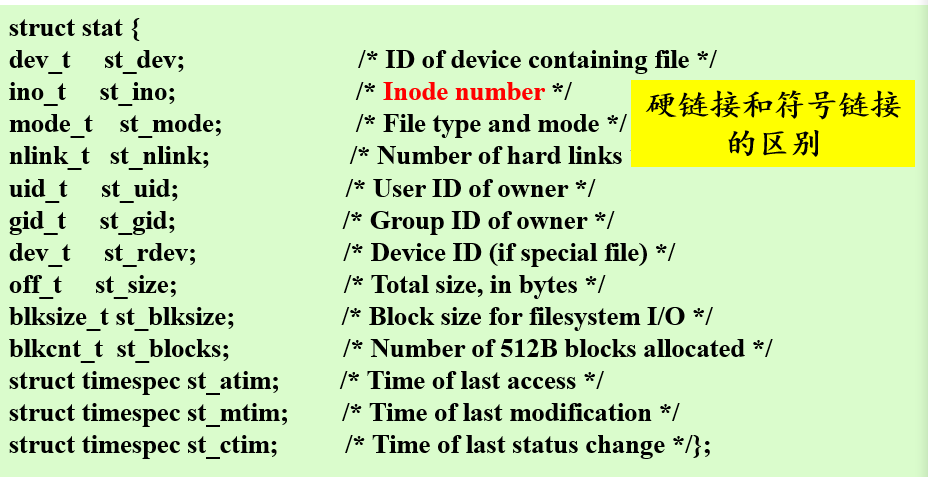 struct stat {
dev_t st_dev; /* ID of device containing file */
ino_t st_ino; /* Inode number */
mode_t st_mode; /* File type and mode */
nlink_t st_nlink; /* Number of hard links
硬链接和符号链接
的区别
uid_t st_uid; /* User ID of owner */
gid_t st_gid; /* Group ID of owner */
dev_t st_rdev; /* Device ID (if special file) */
off_t st_size; /* Total size, in bytes */
blksize_t st_blksize; /* Block size for filesystem I/O */
blkcnt_t st_blocks; /* Number of 512B blocks allocated */
struct timespec st_atim; /* Time of last access */
struct timespec st_mtim; /* Time of last modification */
struct timespec st_ctim; /* Time of last status change */};